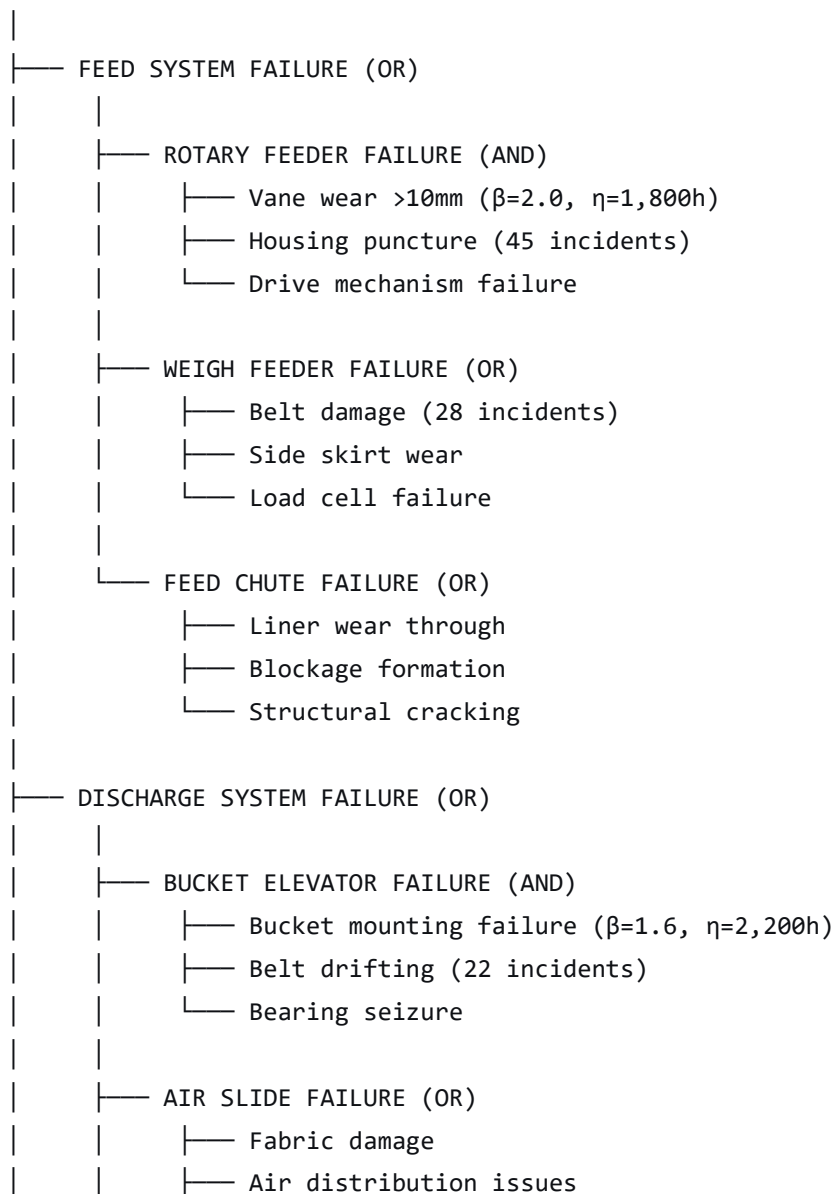 │
├── FEED SYSTEM FAILURE (OR)
│     │
│     ├── ROTARY FEEDER FAILURE (AND)
│     │     ├── Vane wear >10mm (β=2.0, η=1,800h)
│     │     ├── Housing puncture (45 incidents)
│     │     └── Drive mechanism failure
│     │
│     ├── WEIGH FEEDER FAILURE (OR)
│     │     ├── Belt damage (28 incidents)
│     │     ├── Side skirt wear
│     │     └── Load cell failure
│     │
│     └── FEED CHUTE FAILURE (OR)
│           ├── Liner wear through
│           ├── Blockage formation
│           └── Structural cracking
│
├── DISCHARGE SYSTEM FAILURE (OR)
│     │
│     ├── BUCKET ELEVATOR FAILURE (AND)
│     │     ├── Bucket mounting failure (β=1.6, η=2,200h)
│     │     ├── Belt drifting (22 incidents)
│     │     └── Bearing seizure
│     │
│     ├── AIR SLIDE FAILURE (OR)
│     │     ├── Fabric damage
│     │     ├── Air distribution issues